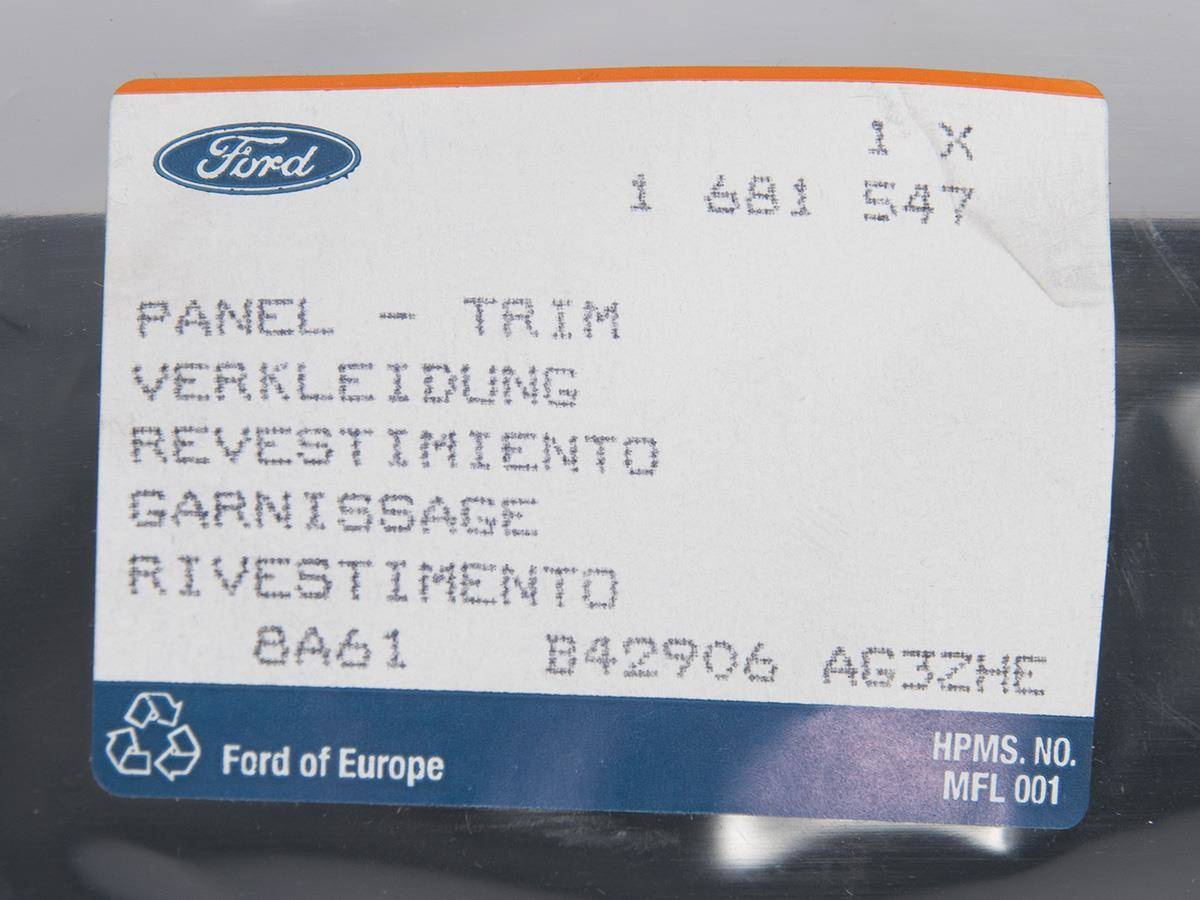 Ford
1 X
1 681 547
PANEL - TRIM
VERKLEIDUNG
REVESTIMIENTO
GARNISSAGE
RIVESTIMENTO
8A61 B42906 AG3ZHE
Ford of Europe
HPMS. NO.
MFL 001